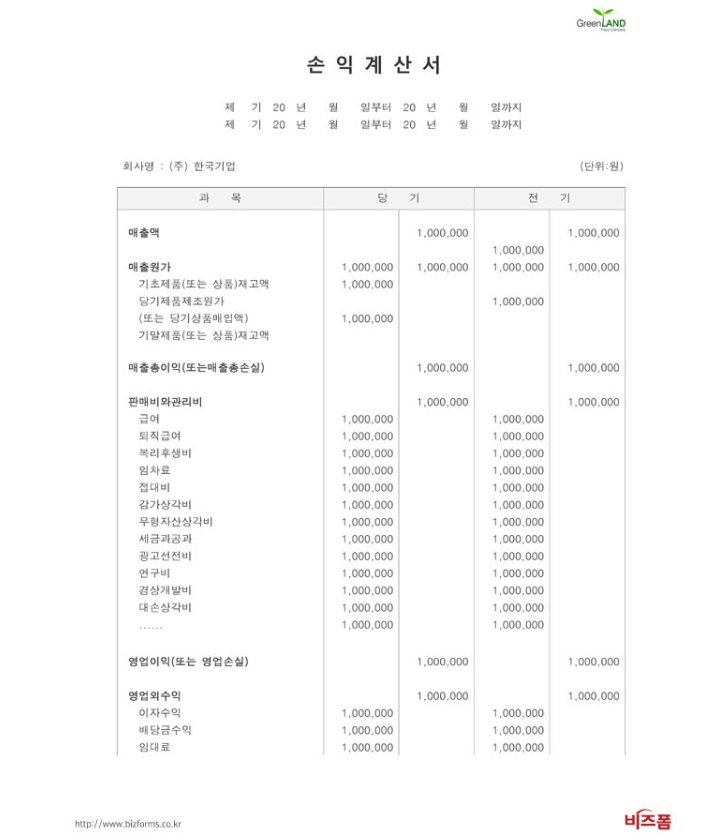 GreenLAND
손 익 계 산 서
제 기 20 년 월 일부터 20 년 월 일까지
제 기 20 년 월 일부터 20 년 월 일까지
회사명 : (주) 한국기업 (단위:원)
과 목 당 기 전 기
매출액 1,000,000 1,000,000
1,000,000
매출원가 1,000,000 1,000,000 1,000,000 1,000,000
기초제품(또는 상품)재고액 1,000,000
당기제품제조원가 1,000,000
(또는 당기상품매입액) 1,000,000
기말제품(또는 상품)재고액
매출총이익(또는매출총손실) 1,000,000 1,000,000
판매비와관리비 1,000,000 1,000,000
급여 1,000,000 1,000,000
퇴직급여 1,000,000 1,000,000
복리후생비 1,000,000 1,000,000
임차료 1,000,000 1,000,000
접대비 1,000,000 1,000,000
감가상각비 1,000,000 1,000,000
무형자산상각비 1,000,000 1,000,000
세금과공과 1,000,000 1,000,000
광고선전비 1,000,000 1,000,000
연구비 1,000,000 1,000,000
경상개발비 1,000,000 1,000,000
대손상각비 1,000,000 1,000,000
...... 1,000,000 1,000,000
영업이익(또는 영업손실) 1,000,000 1,000,000
영업외수익 1,000,000 1,000,000
이자수익 1,000,000 1,000,000
배당금수익 1,000,000 1,000,000
임대료 1,000,000 1,000,000
http://www.bizforms.co.kr 비즈폼